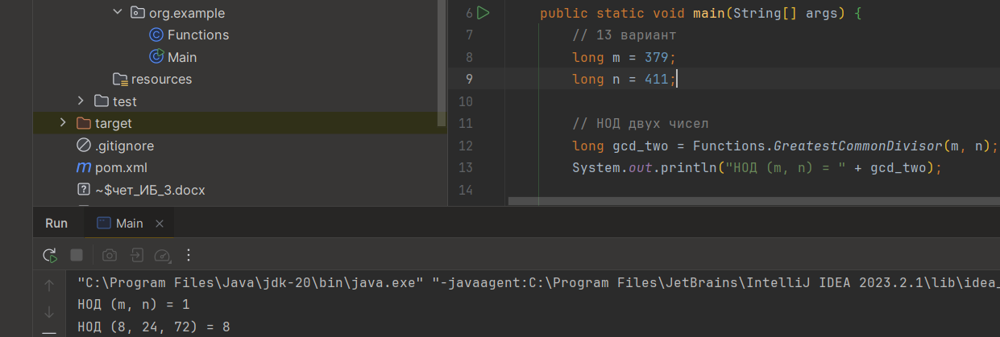 org.example
Functions
Main
resources
test
target
.gitignore
pom.xml
~$чет_ИБ_3.docx
6 public static void main(String[] args) {
7 // 13 вариант
8 long m = 379;
9 long n = 411;
10
11 // НОД двух чисел
12 long gcd_two = Functions.GreatestCommonDivisor(m, n);
13 System.out.println("НОД (m, n) = " + gcd_two);
14
Run Main
"C:\Program Files\Java\jdk-20\bin\java.exe" "-javaagent:C:\Program Files\JetBrains\IntelliJ IDEA 2023.2.1\lib\idea_
НОД (m, n) = 1
НОД (8, 24, 72) = 8